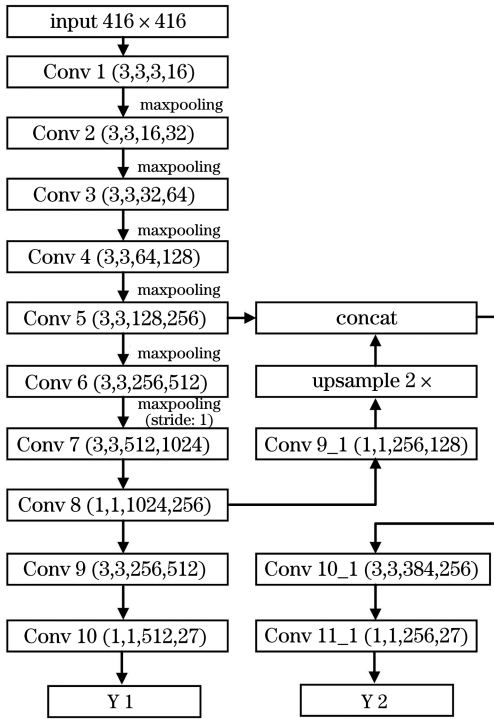 input 416 × 416
Conv 1 (3,3,3,16)
maxpooling
Conv 2 (3,3,16,32)
maxpooling
Conv 3 (3,3,32,64)
maxpooling
Conv 4 (3,3,64,128)
maxpooling
Conv 5 (3,3,128,256)
maxpooling
Conv 6 (3,3,256,512)
maxpooling
(stride: 1)
Conv 7 (3,3,512,1024)
Conv 8 (1,1,1024,256)
Conv 9 (3,3,256,512)
Conv 10 (1,1,512,27)
Y 1
concat
upsample 2 ×
Conv 9_1 (1,1,256,128)
Conv 10_1 (3,3,384,256)
Conv 11_1 (1,1,256,27)
Y 2